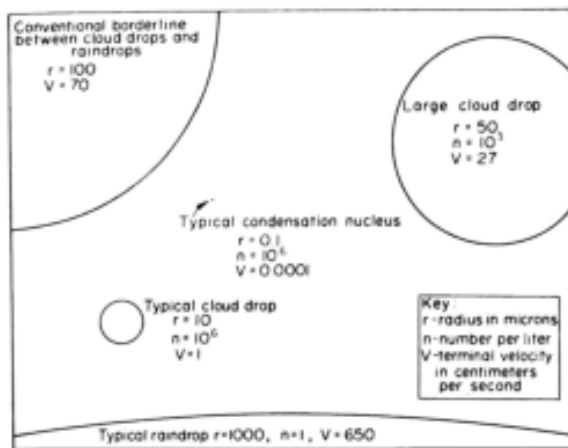 Conventional borderline
between cloud drops and
raindrops
r = 100
V = 70
Large cloud drop
r = 50
n = 10³
V = 27
Typical condensation nucleus
r = 0.1
n = 10⁶
V = 0.0001
Typical cloud drop
r = 10
n = 10⁶
V = 1
Key:
r-radius in microns
n-number per liter
V-terminal velocity
in centimeters
per second
Typical raindrop r=1000, n=1, V=650